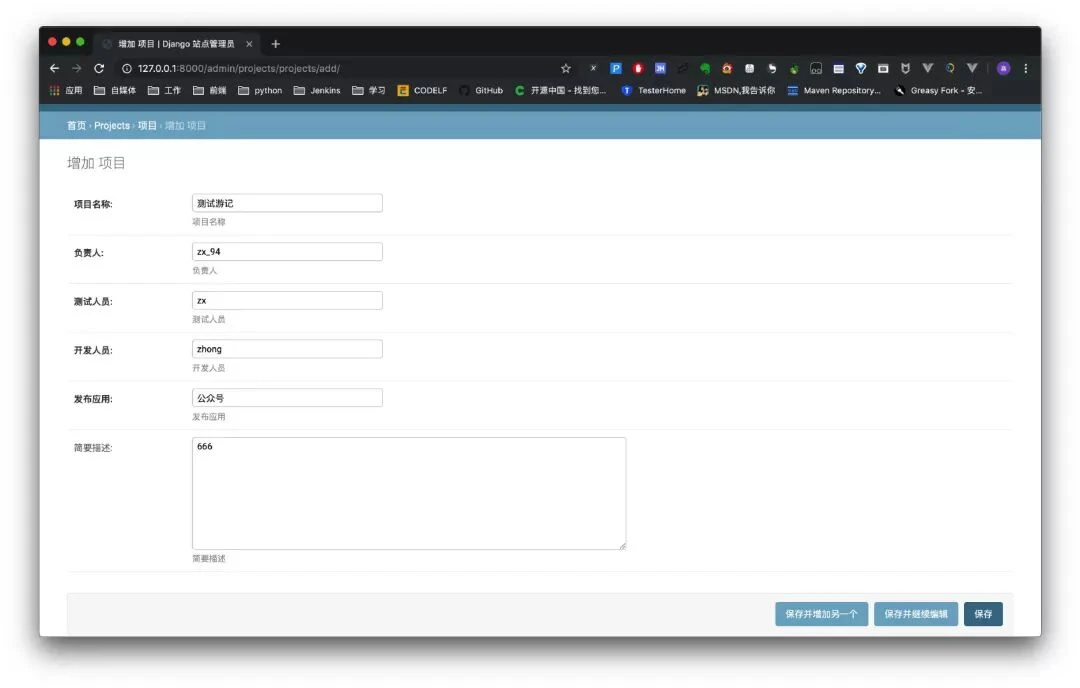 增加 项目 | Django 站点管理员
127.0.0.1:8000/admin/projects/projects/add/
应用 自媒体 工作 前端 python Jenkins 学习 CODELF GitHub 开源中国 - 找到您... TesterHome MSDN,我告诉你 Maven Repository... Greasy Fork - 安...
首页 › Projects › 项目 › 增加 项目
增加 项目
项目名称: 测试游记
项目名称
负责人: zx_94
负责人
测试人员: zx
测试人员
开发人员: zhong
开发人员
发布应用: 公众号
发布应用
简要描述: 666
简要描述
保存并增加另一个 保存并继续编辑 保存